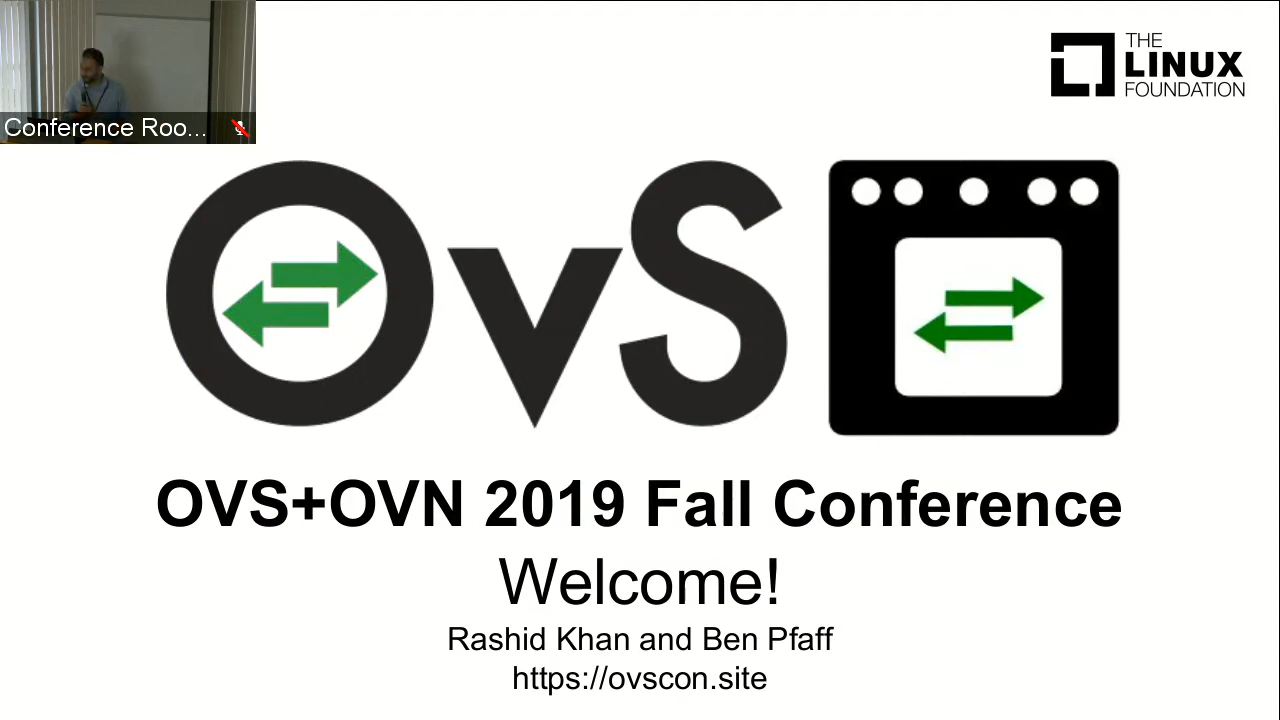 THE
LINUX
FOUNDATION
Conference Roo...
OvS
OVS+OVN 2019 Fall Conference
Welcome!
Rashid Khan and Ben Pfaff
https://ovscon.site